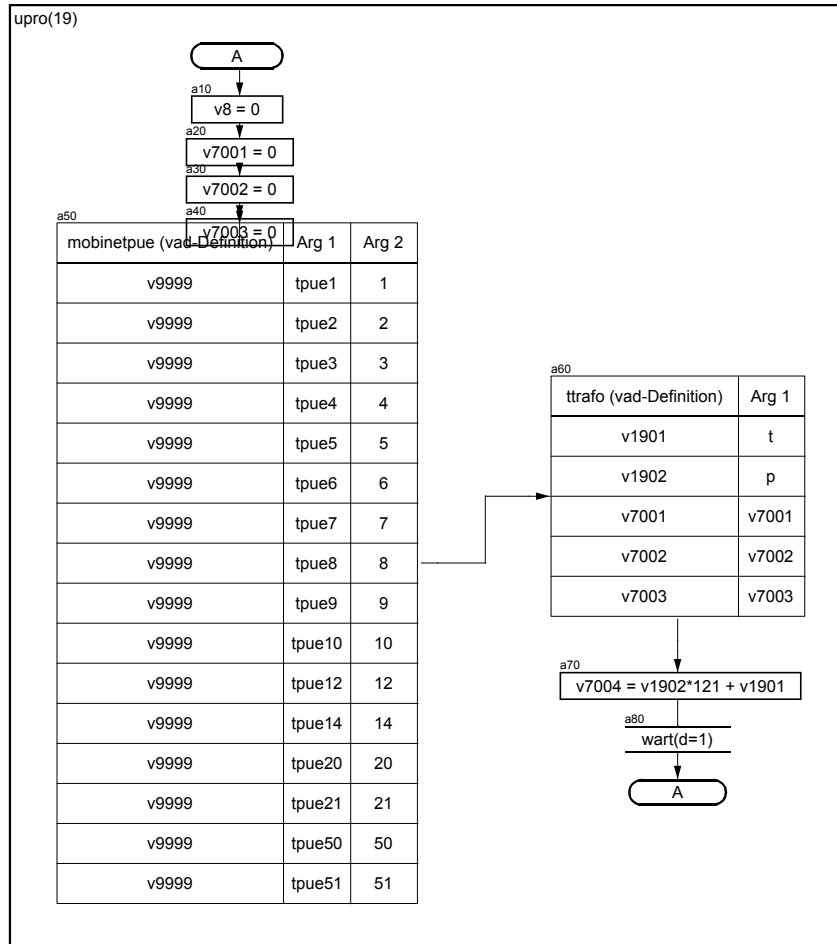 upro(19)
A
a10
v8 = 0
a20
v7001 = 0
a30
v7002 = 0
a40
v7003 = 0
a50
mobinetpue (vad-Definition) Arg 1 Arg 2
v9999 tpue1 1
v9999 tpue2 2
v9999 tpue3 3
v9999 tpue4 4
v9999 tpue5 5
v9999 tpue6 6
v9999 tpue7 7
v9999 tpue8 8
v9999 tpue9 9
v9999 tpue10 10
v9999 tpue12 12
v9999 tpue14 14
v9999 tpue20 20
v9999 tpue21 21
v9999 tpue50 50
v9999 tpue51 51
a60
ttrafo (vad-Definition) Arg 1
v1901 t
v1902 p
v7001 v7001
v7002 v7002
v7003 v7003
a70
v7004 = v1902*121 + v1901
a80
wart(d=1)
A